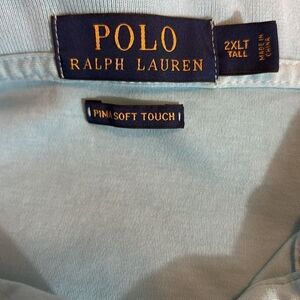 POLO
RALPH LAUREN
2XLT
TALL
MADE IN
CHINA
PIMA SOFT TOUCH